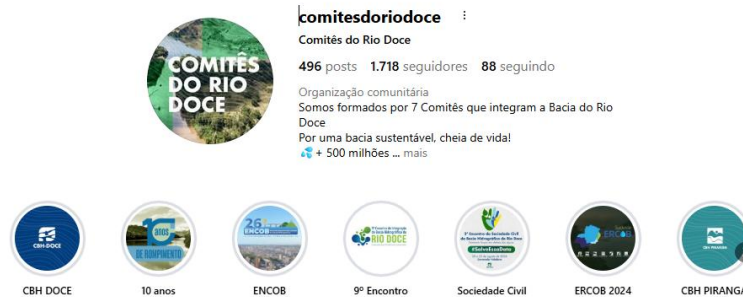 comitesdoriodoce
Comitês do Rio Doce
496 posts 1.718 seguidores 88 seguindo
Organização comunitária
Somos formados por 7 Comitês que integram a Bacia do Rio
Doce
Por uma bacia sustentável, cheia de vida!
💦+ 500 milhões ... mais
COMITÊS
DO RIO
DOCE
CBH-DOCE
10 anos
DE ROMPIMENTO
26
ENCOB
RIO DOCE
#SalveEsseDoce
ERCOB
CBH PIRANGA
CBH DOCE
10 anos
ENCOB
9º Encontro
Sociedade Civil
ERCOB 2024
CBH PIRANGA